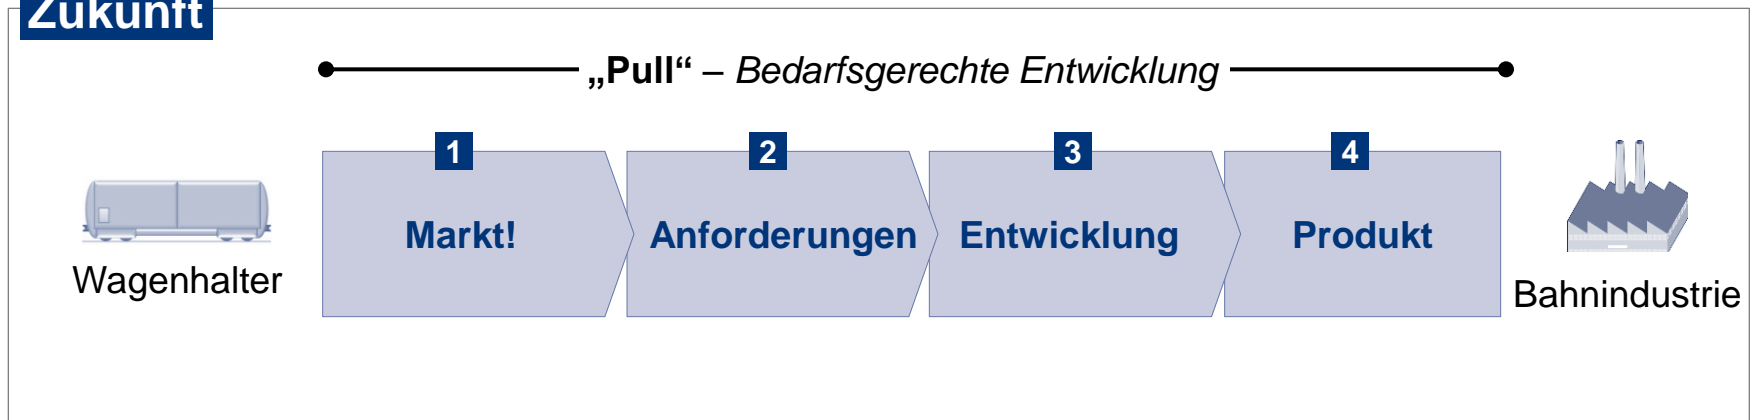 Zukunft
„Pull“ – Bedarfsgerechte Entwicklung
1
2
3
4
Markt!
Anforderungen
Entwicklung
Produkt
Wagenhalter
Bahnindustrie